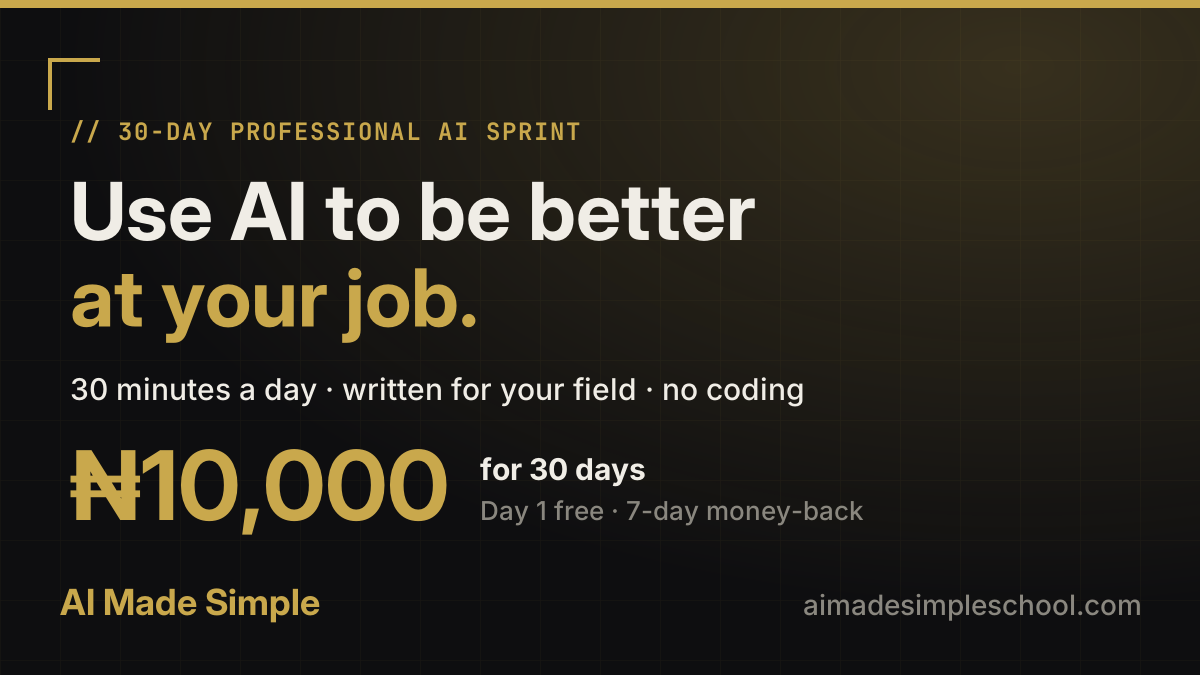 // 30-DAY PROFESSIONAL AI SPRINT
Use AI to be better
at your job.
30 minutes a day · written for your field · no coding
₦10,000
for 30 days
Day 1 free · 7-day money-back
AI Made Simple
aimadesimpleschool.com